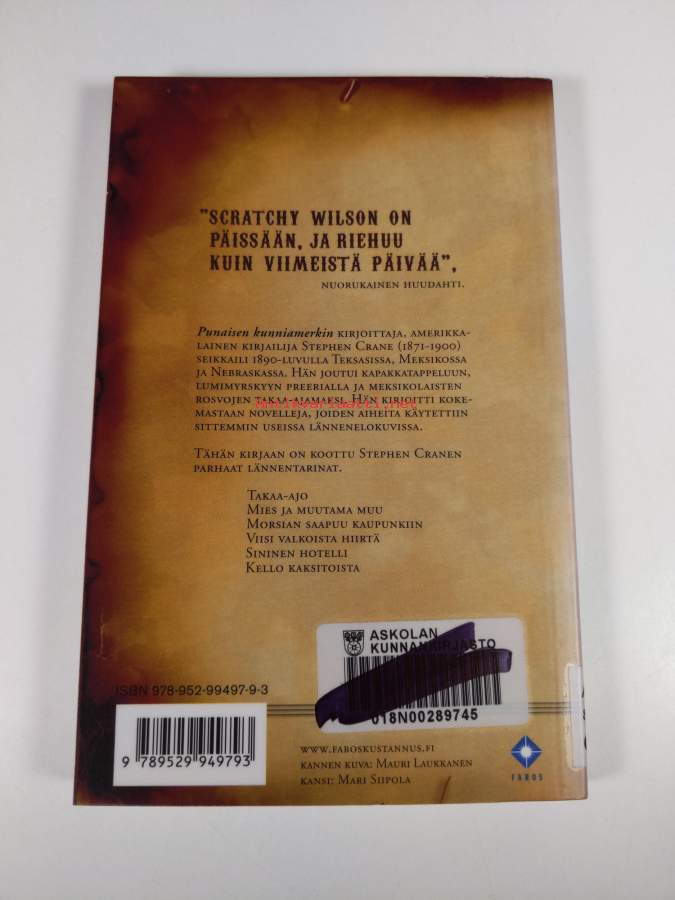 "SCRATCHY WILSON ON
PÄISSÄÄN, JA RIEHUU
KUIN VIIMEISTÄ PÄIVÄÄ",
NUORUKAINEN HUUDAHTI.
Punaisen kunniamerkin KIRJOITTAJA, AMERIKKA-
LAINEN KIRJAILIJA STEPHEN CRANE (1871-1900)
SEIKKAILI 1890-LUVULLA TEKSASISSA, MEKSIKOSSA
JA NEBRASKASSA. HÄN JOUTUI KAPAKKATAPPELUUN,
LUMIMYRSKYYN PREERIALLA JA MEKSIKOLAISTEN
ROSVOJEN TAKAA-AJAMAKSI. HÄN KIRJOITTI KOKE-
Antikvariaatti.net
MASTAAN NOVELLEJA, JOIDEN AIHEITA KÄYTETTIIN
SITTEMMIN USEISSA LÄNNENELOKUVISSA.
TÄHÄN KIRJAAN ON KOOTTU STEPHEN CRANEN
PARHAAT LÄNNENTARINAT.
TAKAA-AJO
MIES JA MUUTAMA MUU
MORSIAN SAAPUU KAUPUNKIIN
VIISI VALKOISTA HIIRTÄ
SININEN HOTELLI
KELLO KAKSITOISTA
ASKOLAN
KUNNANKIRJASTO
018N00289745
ISBN 978-952-99497-9-3
9 789529 949793
WWW.FAROSKUSTANNUS.FI
KANNEN KUVA: MAURI LAUKKANEN
KANSI: MARI SIIPOLA
FAROS